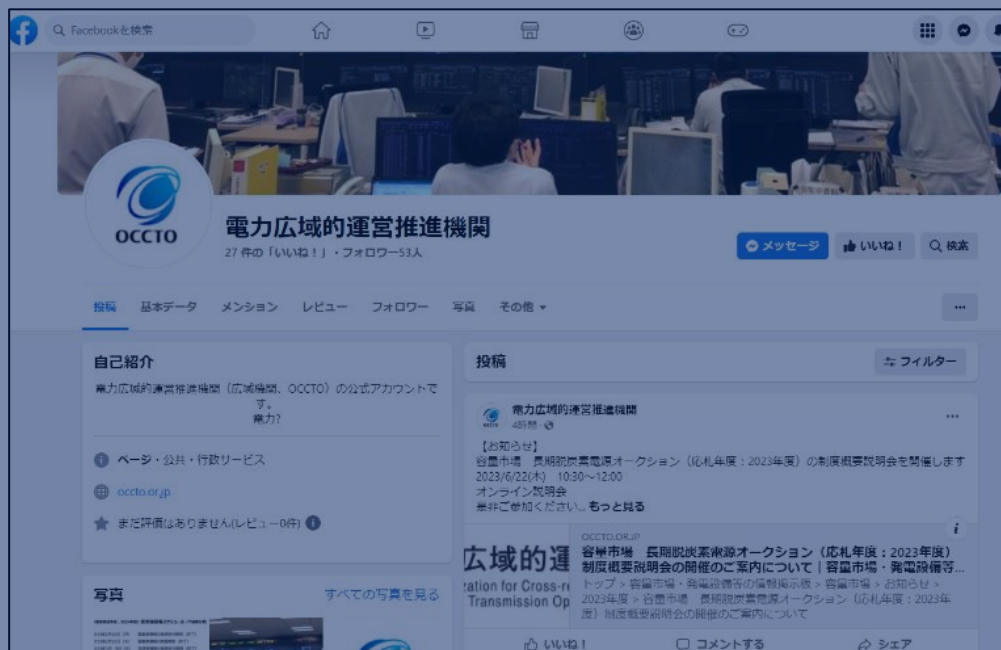 Facebookを検索
OCCTO
電力広域的運営推進機関
27 件の「いいね!」・フォロワー53人
メッセージ
いいね!
検索
投稿
基本データ
メンション
レビュー
フォロワー
写真
その他
自己紹介
電力広域的運営推進機関（広域機関、OCCTO）の公式アカウントで
す。
電力?
ページ・公共・行政サービス
occto.or.jp
まだ評価はありません(レビュー0件)
写真
すべての写真を見る
投稿
フィルター
電力広域的運営推進機関
4時間
【お知らせ】
容量市場　長期脱炭素電源オークション（応札年度：2023年度）の制度概要説明会を開催します
2023/6/22(木)　10:30～12:00
オンライン説明会
是非ご参加ください... もっと見る
OCCTO.OR.JP
容量市場　長期脱炭素電源オークション（応札年度：2023年度）
制度概要説明会の開催のご案内について｜容量市場・発電設備等...
トップ > 容量市場・発電設備等の情報掲示板 > 容量市場 > お知らせ >
2023年度 > 容量市場　長期脱炭素電源オークション（応札年度：2023年
度）制度概要説明会の開催のご案内について
広域的運
zation for Cross-re
Transmission Op
いいね!
コメントする
シェア